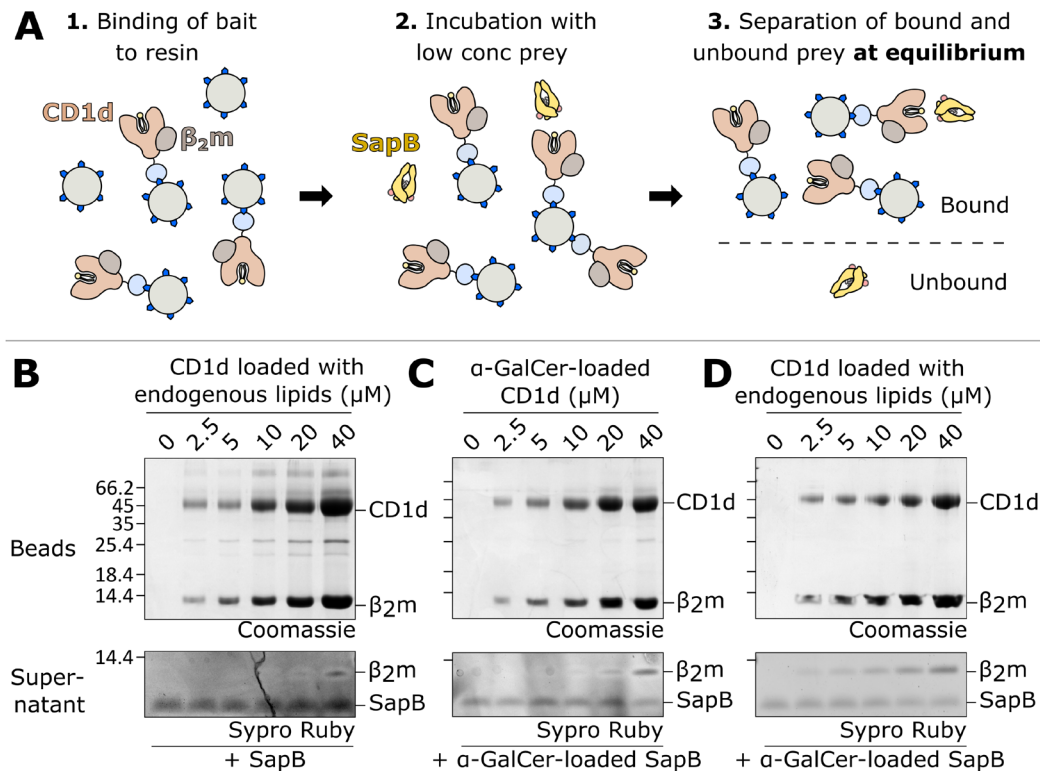 A
1. Binding of bait
to resin
2. Incubation with
low conc prey
3. Separation of bound and
unbound prey at equilibrium
CD1d
β₂m
SapB
Bound
Unbound
B
CD1d loaded with
endogenous lipids (µM)
0 2.5 5 10 20 40
66.2
45
35
25.4
18.4
14.4
Beads
CD1d
β₂m
Coomassie
14.4
Super-
natant
β₂m
SapB
Sypro Ruby
+ SapB
C
α-GalCer-loaded
CD1d (µM)
0 2.5 5 10 20 40
CD1d
β₂m
Coomassie
β₂m
SapB
Sypro Ruby
+ α-GalCer-loaded SapB
D
CD1d loaded with
endogenous lipids (µM)
0 2.5 5 10 20 40
CD1d
β₂m
Coomassie
β₂m
SapB
Sypro Ruby
+ α-GalCer-loaded SapB